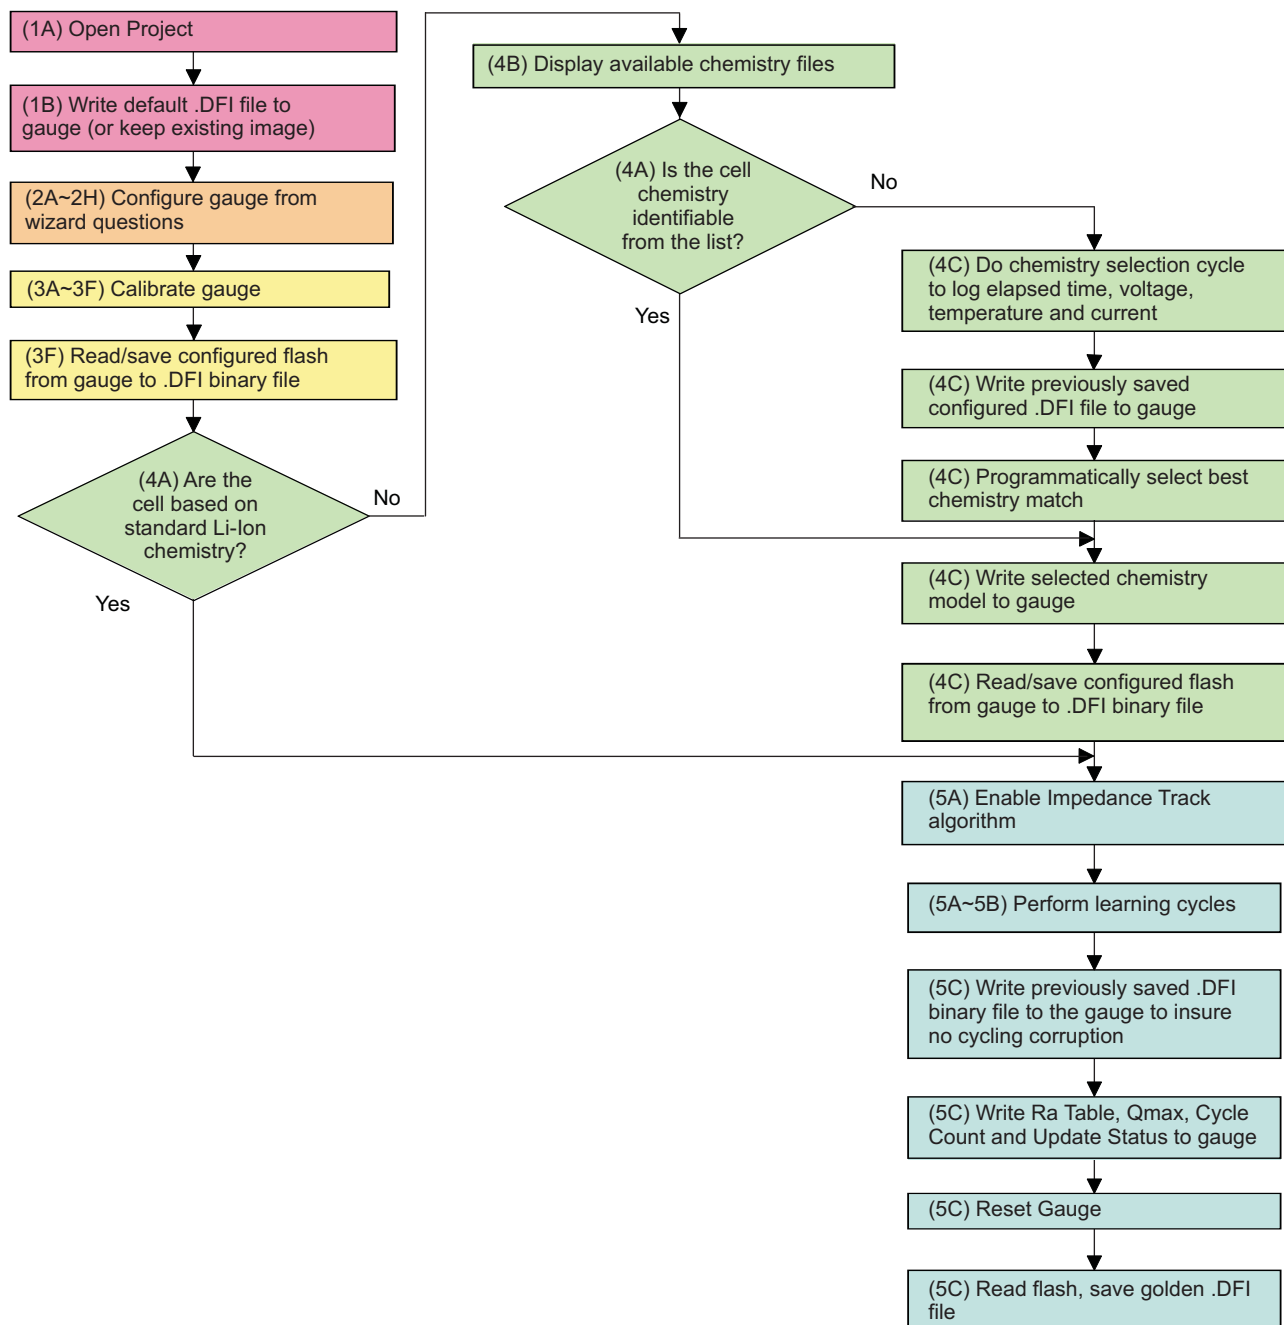 (1A) Open Project
(1B) Write default .DFI file to
gauge (or keep existing image)
(2A~2H) Configure gauge from
wizard questions
(3A~3F) Calibrate gauge
(3F) Read/save configured flash
from gauge to .DFI binary file
(4A) Are the
cell based on
standard Li-Ion
chemistry?
No
Yes
(4B) Display available chemistry files
(4A) Is the cell
chemistry
identifiable
from the list?
No
Yes
(4C) Do chemistry selection cycle
to log elapsed time, voltage,
temperature and current
(4C) Write previously saved
configured .DFI file to gauge
(4C) Programmatically select best
chemistry match
(4C) Write selected chemistry
model to gauge
(4C) Read/save configured flash
from gauge to .DFI binary file
(5A) Enable Impedance Track
algorithm
(5A~5B) Perform learning cycles
(5C) Write previously saved .DFI
binary file to the gauge to insure
no cycling corruption
(5C) Write Ra Table, Qmax, Cycle
Count and Update Status to gauge
(5C) Reset Gauge
(5C) Read flash, save golden .DFI
file